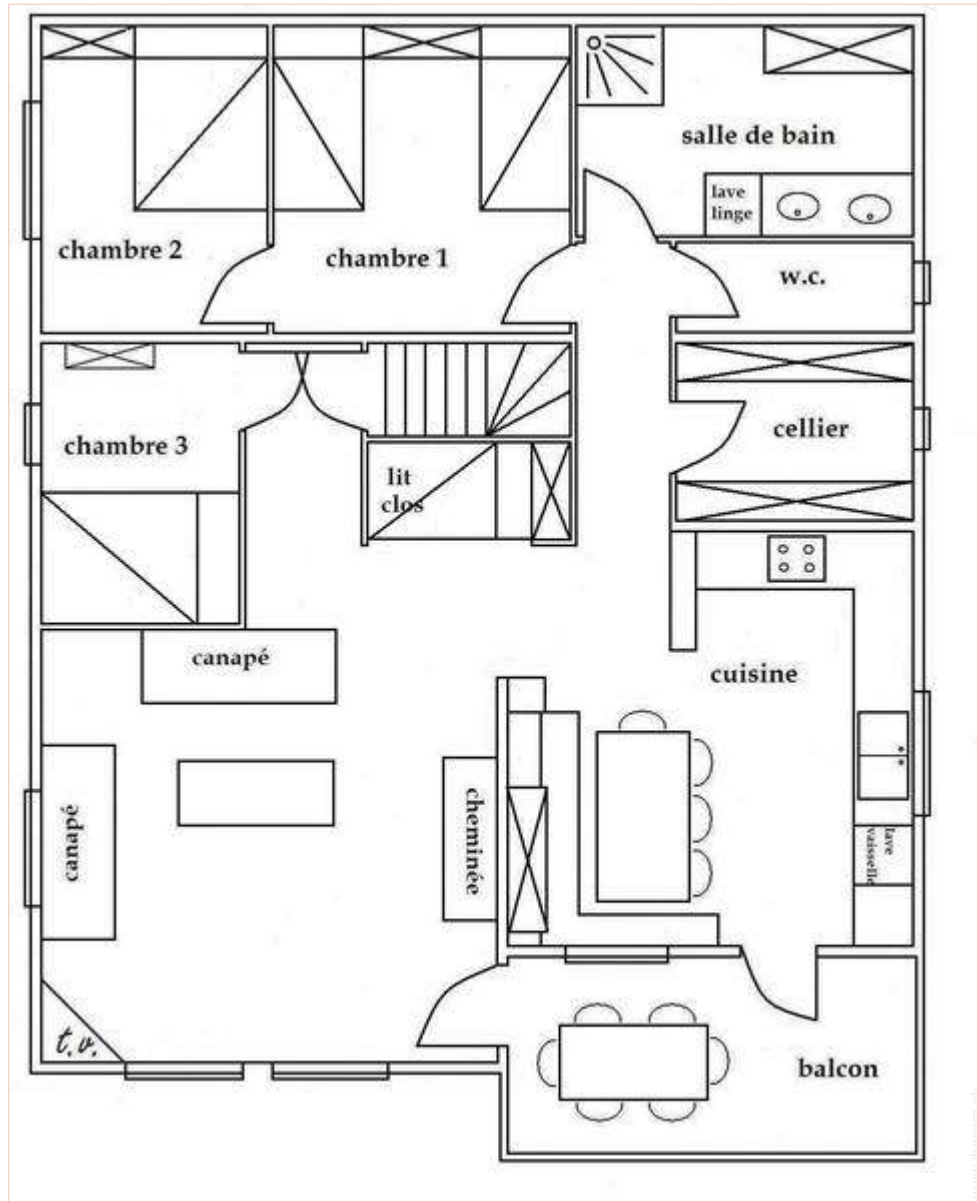 salle de bain
lave
linge
chambre 2
chambre 1
w.c.
chambre 3
cellier
lit
clos
canapé
cuisine
canapé
cheminée
lave
vaisselle
t.v.
balcon